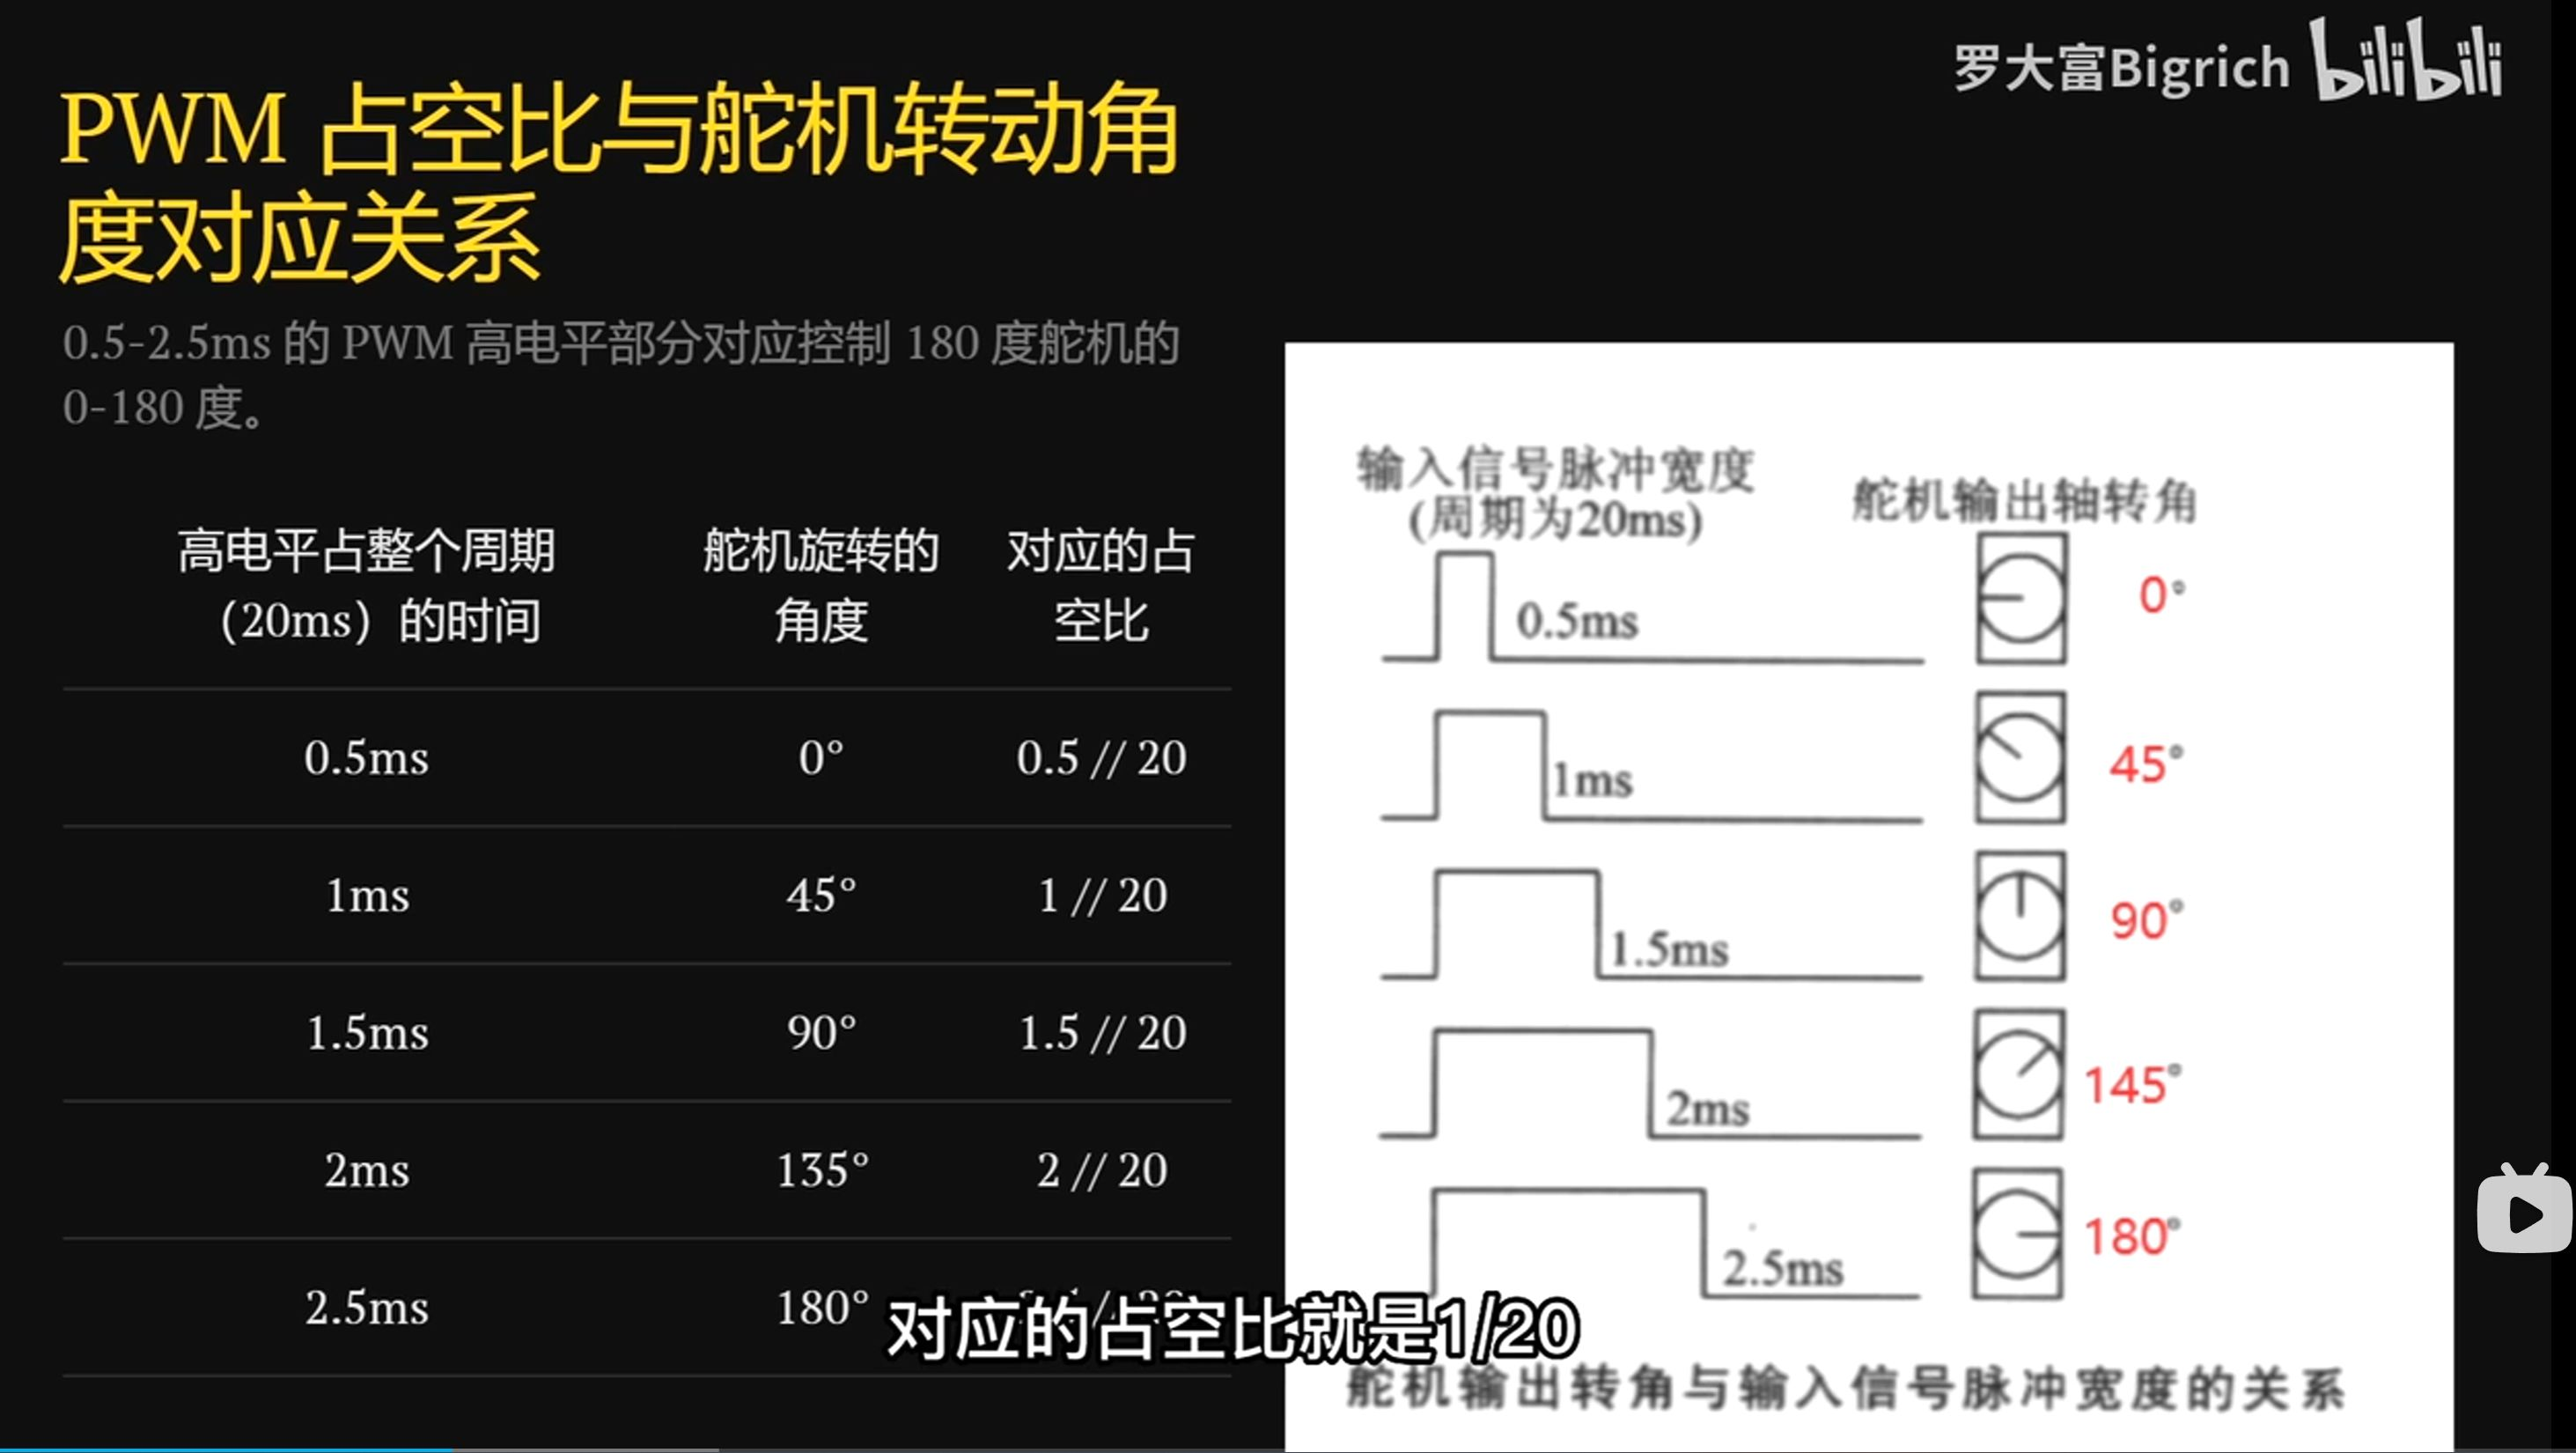 罗大富Bigrich bilibili
PWM 占空比与舵机转动角
度对应关系
0.5-2.5ms 的 PWM 高电平部分对应控制 180 度舵机的
0-180 度。
高电平占整个周期 舵机旋转的 对应的占
（20ms）的时间 角度 空比
0.5ms 0° 0.5 // 20
1ms 45° 1 // 20
1.5ms 90° 1.5 // 20
2ms 135° 2 // 20
2.5ms 180°
输入信号脉冲宽度
(周期为20ms)
舵机输出轴转角
0.5ms 0°
1ms 45°
1.5ms 90°
2ms 145°
2.5ms 180°
对应的占空比就是1/20
舵机输出转角与输入信号脉冲宽度的关系